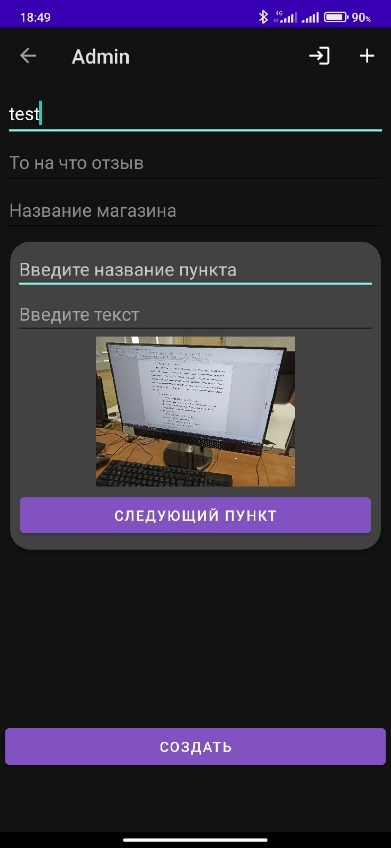 18:49
4G
90%
Admin
test
То на что отзыв
Название магазина
Введите название пункта
Введите текст
СЛЕДУЮЩИЙ ПУНКТ
СОЗДАТЬ